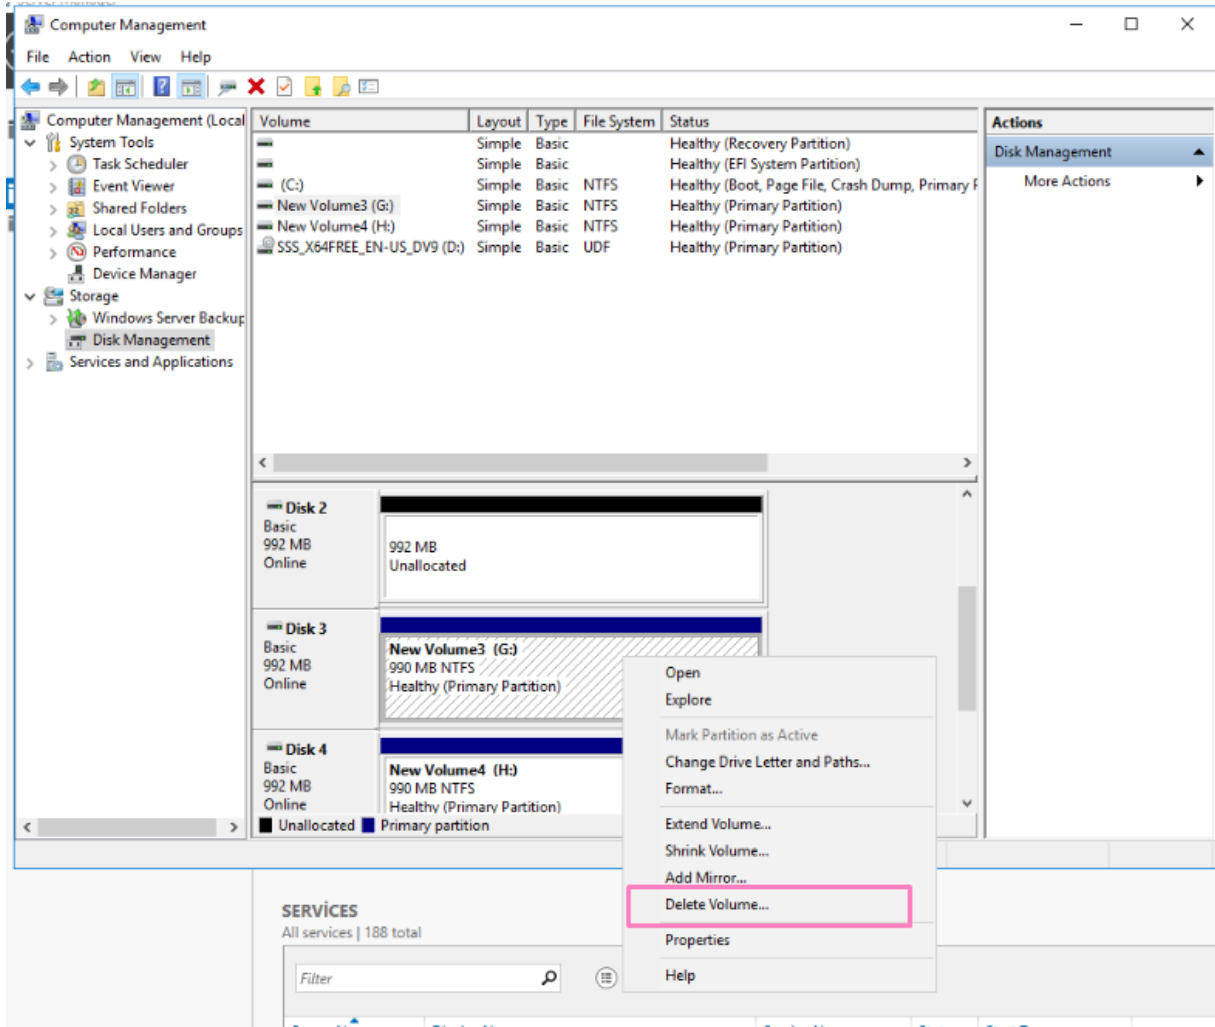 Computer Management
File Action View Help
Computer Management (Local
System Tools
Task Scheduler
Event Viewer
Shared Folders
Local Users and Groups
Performance
Device Manager
Storage
Windows Server Backup
Disk Management
Services and Applications
Volume Layout Type File System Status
Simple Basic Healthy (Recovery Partition)
Simple Basic Healthy (EFI System Partition)
(C:) Simple Basic NTFS Healthy (Boot, Page File, Crash Dump, Primary P
New Volume3 (G:) Simple Basic NTFS Healthy (Primary Partition)
New Volume4 (H:) Simple Basic NTFS Healthy (Primary Partition)
SSS_X64FREE_EN-US_DV9 (D:) Simple Basic UDF Healthy (Primary Partition)
Actions
Disk Management
More Actions
Disk 2
Basic
992 MB
Online
992 MB
Unallocated
Disk 3
Basic
992 MB
Online
New Volume3 (G:)
990 MB NTFS
Healthy (Primary Partition)
Disk 4
Basic
992 MB
Online
New Volume4 (H:)
990 MB NTFS
Healthy (Primary Partition)
Unallocated Primary partition
Open
Explore
Mark Partition as Active
Change Drive Letter and Paths...
Format...
Extend Volume...
Shrink Volume...
Add Mirror...
Delete Volume...
Properties
Help
SERVİCES
All services | 188 total
Filter